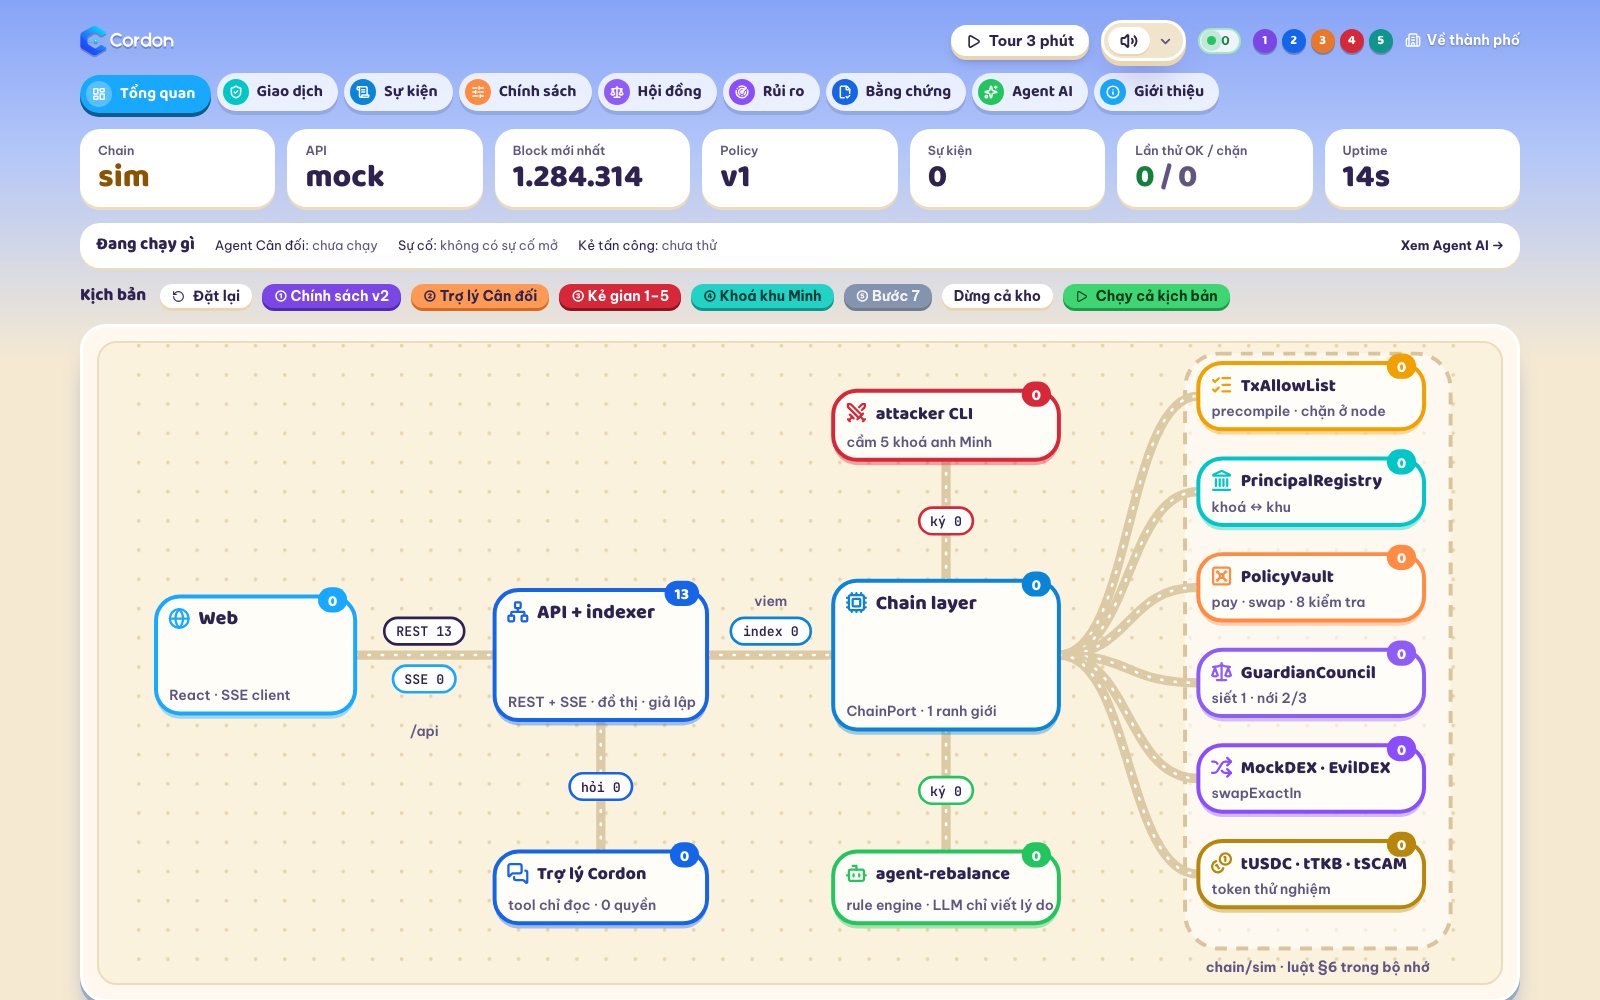 Cordon
Tour 3 phút
0
1 2 3 4 5
Về thành phố
Tổng quan
Giao dịch
Sự kiện
Chính sách
Hội đồng
Rủi ro
Bằng chứng
Agent AI
Giới thiệu
Chain
sim
API
mock
Block mới nhất
1.284.314
Policy
v1
Sự kiện
0
Lần thử OK / chặn
0 / 0
Uptime
14s
Đang chạy gì
Agent Cân đối: chưa chạy
Sự cố: không có sự cố mở
Kẻ tấn công: chưa thử
Xem Agent AI →
Kịch bản
Đặt lại
① Chính sách v2
② Trợ lý Cân đối
③ Kẻ gian 1–5
④ Khoá khu Minh
⑤ Bước 7
Dừng cả kho
Chạy cả kịch bản
0
attacker CLI
cầm 5 khoá anh Minh
ký 0
0
Web
React · SSE client
REST 13
SSE 0
/api
13
API + indexer
REST + SSE · đồ thị · giả lập
viem
index 0
0
Chain layer
ChainPort · 1 ranh giới
hỏi 0
ký 0
0
Trợ lý Cordon
tool chỉ đọc · 0 quyền
0
agent-rebalance
rule engine · LLM chỉ viết lý do
0
TxAllowList
precompile · chặn ở node
0
PrincipalRegistry
khoá ↔ khu
0
PolicyVault
pay · swap · 8 kiểm tra
0
GuardianCouncil
siết 1 · nới 2/3
0
MockDEX · EvilDEX
swapExactIn
0
tUSDC · tTKB · tSCAM
token thử nghiệm
chain/sim · luật §6 trong bộ nhớ